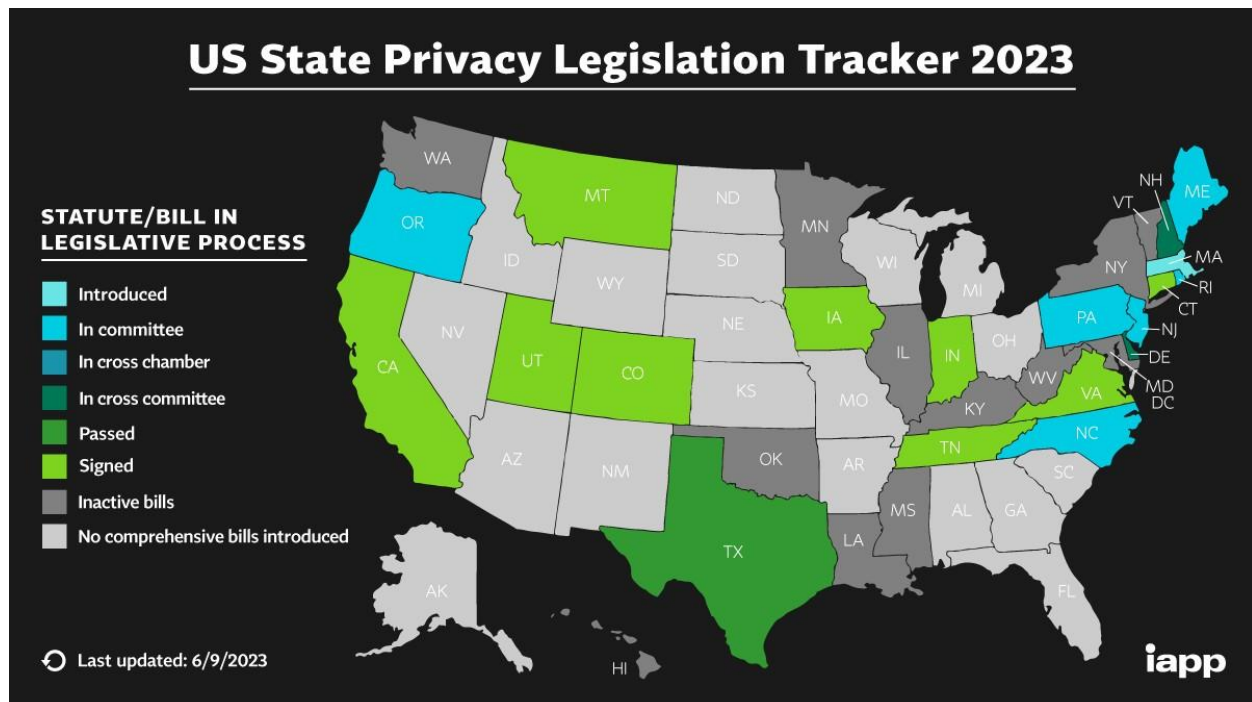 US State Privacy Legislation Tracker 2023
STATUTE/BILL IN
LEGISLATIVE PROCESS
Introduced
In committee
In cross chamber
In cross committee
Passed
Signed
Inactive bills
No comprehensive bills introduced
WA
OR
CA
NV
ID
MT
WY
UT
CO
AZ
NM
ND
SD
NE
KS
OK
TX
MN
IA
MO
AR
LA
WI
IL
MS
MI
IN
OH
KY
TN
AL
GA
FL
SC
NC
VA
WV
PA
NY
VT
NH
ME
MA
RI
CT
NJ
DE
MD
DC
AK
HI
Last updated: 6/9/2023
iapp